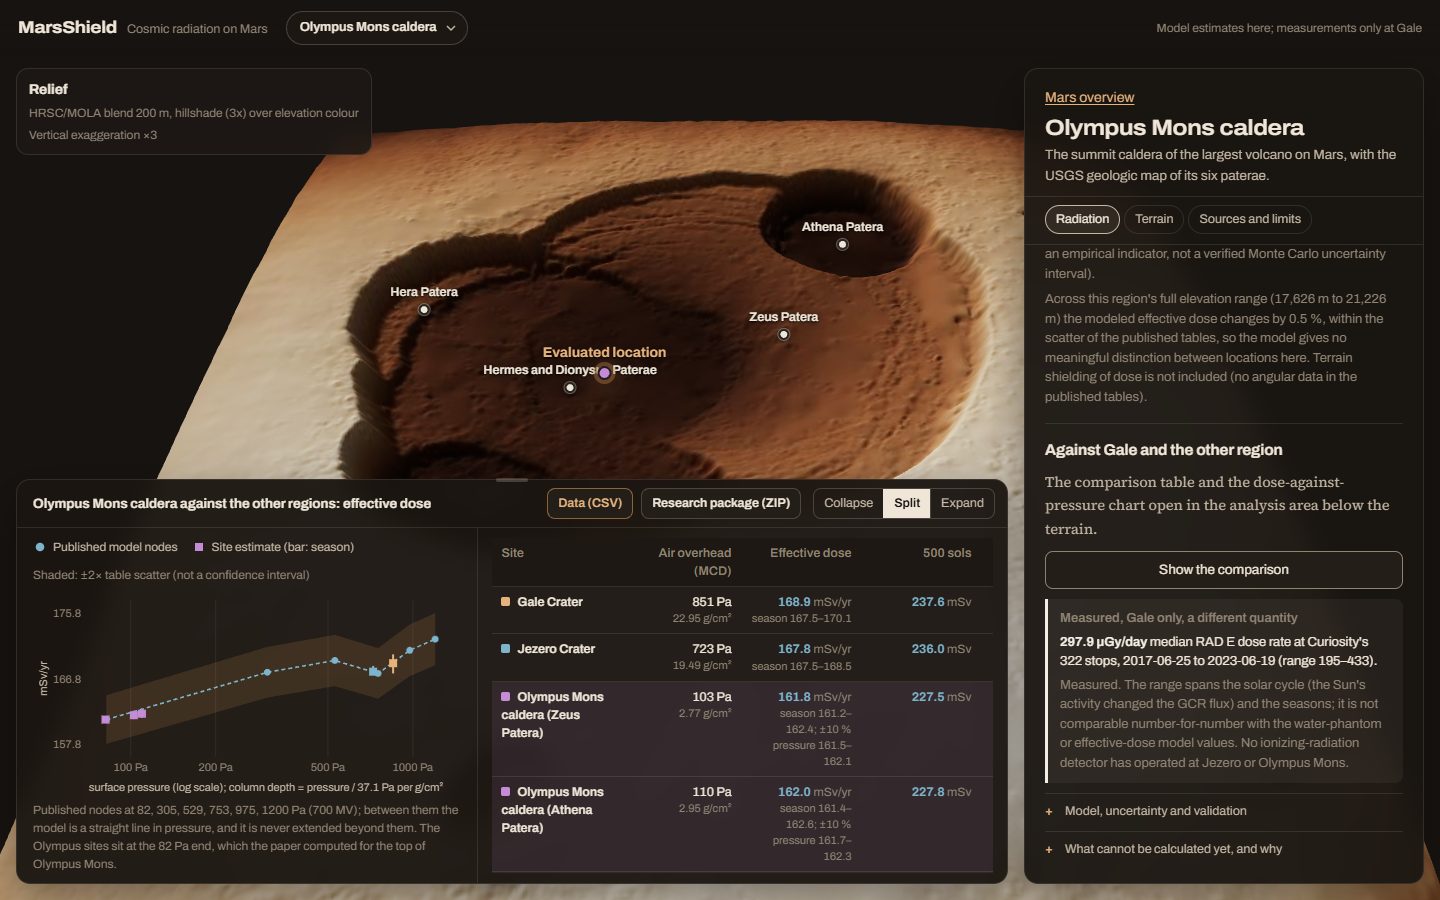 MarsShield
Cosmic radiation on Mars
Olympus Mons caldera
Model estimates here; measurements only at Gale
Relief
HRSC/MOLA blend 200 m, hillshade (3x) over elevation colour
Vertical exaggeration ×3
Athena Patera
Hera Patera
Zeus Patera
Evaluated location
Hermes and Dionys Paterae
Mars overview
Olympus Mons caldera
The summit caldera of the largest volcano on Mars, with the
USGS geologic map of its six paterae.
Radiation
Terrain
Sources and limits
an empirical indicator, not a verified Monte Carlo uncertainty
interval).
Across this region's full elevation range (17,626 m to 21,226
m) the modeled effective dose changes by 0.5 %, within the
scatter of the published tables, so the model gives no
meaningful distinction between locations here. Terrain
shielding of dose is not included (no angular data in the
published tables).
Against Gale and the other region
The comparison table and the dose-against-
pressure chart open in the analysis area below the
terrain.
Show the comparison
Measured, Gale only, a different quantity
297.9 μGy/day median RAD E dose rate at Curiosity's
322 stops, 2017-06-25 to 2023-06-19 (range 195–433).
Measured. The range spans the solar cycle (the Sun's
activity changed the GCR flux) and the seasons; it is not
comparable number-for-number with the water-phantom
or effective-dose model values. No ionizing-radiation
detector has operated at Jezero or Olympus Mons.
+ Model, uncertainty and validation
+ What cannot be calculated yet, and why
Olympus Mons caldera against the other regions: effective dose
Data (CSV)
Research package (ZIP)
Collapse
Split
Expand
Published model nodes
Site estimate (bar: season)
Shaded: ±2× table scatter (not a confidence interval)
175.8
166.8
157.8
mSv/yr
100 Pa
200 Pa
500 Pa
1000 Pa
surface pressure (log scale); column depth = pressure / 37.1 Pa per g/cm²
Published nodes at 82, 305, 529, 753, 975, 1200 Pa (700 MV); between them the
model is a straight line in pressure, and it is never extended beyond them. The
Olympus sites sit at the 82 Pa end, which the paper computed for the top of
Olympus Mons.
Site
Air overhead
(MCD)
Effective dose
500 sols
Gale Crater
851 Pa
22.95 g/cm²
168.9 mSv/yr
season 167.5–170.1
237.6 mSv
Jezero Crater
723 Pa
19.49 g/cm²
167.8 mSv/yr
season 166.5–168.5
236.0 mSv
Olympus Mons
caldera (Zeus
Patera)
103 Pa
2.77 g/cm²
161.8 mSv/yr
season 161.2–
162.4; ±10 %
pressure 161.5–
162.1
227.5 mSv
Olympus Mons
caldera (Athena
Patera)
110 Pa
2.95 g/cm²
162.0 mSv/yr
season 161.4–
162.6; ±10 %
pressure 161.7–
162.3
227.8 mSv